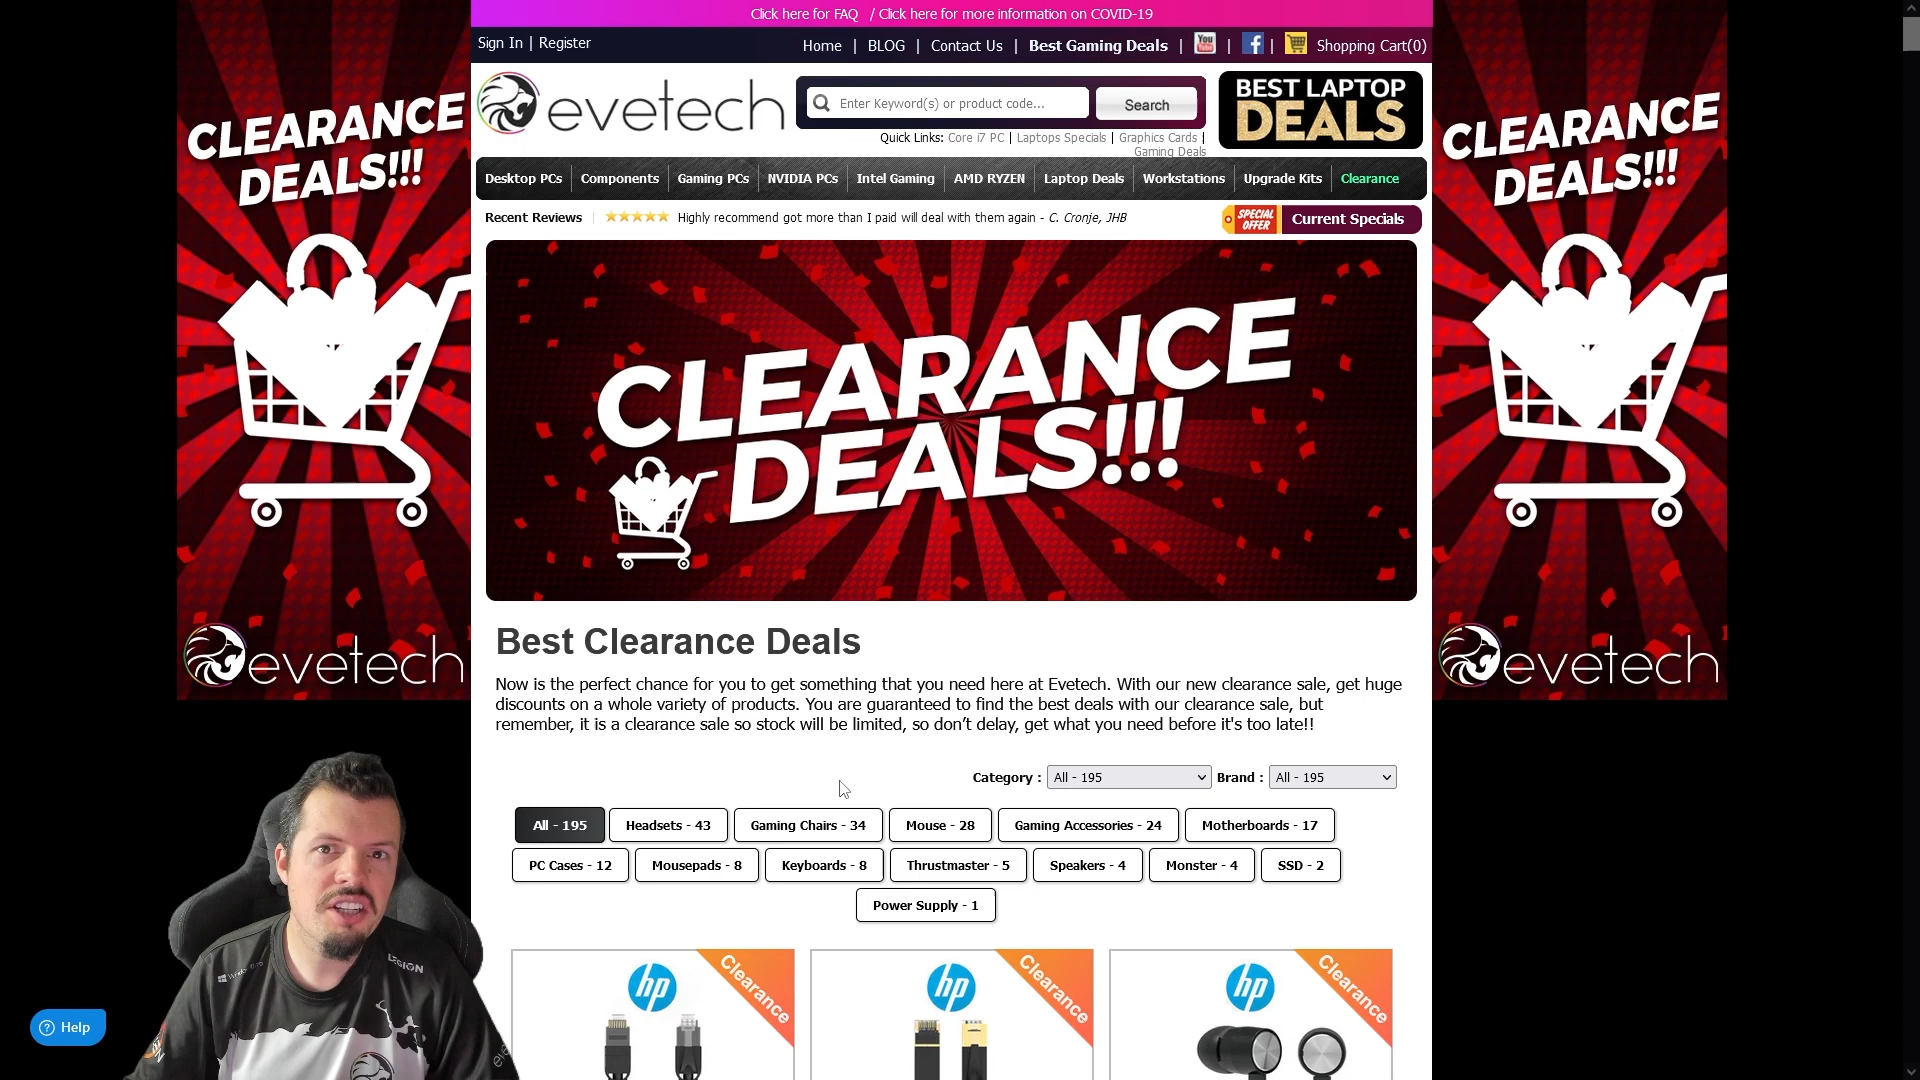 Click here for FAQ / Click here for more information on COVID-19
Sign In | Register
Home | BLOG | Contact Us | Best Gaming Deals | You | f | Shopping Cart(0)
evetech
Enter Keyword(s) or product code...
Search
BEST LAPTOP
DEALS
Quick Links: Core i7 PC | Laptops Specials | Graphics Cards |
Gaming Deals
Desktop PCs
Components
Gaming PCs
NVIDIA PCs
Intel Gaming
AMD RYZEN
Laptop Deals
Workstations
Upgrade Kits
Clearance
Recent Reviews
Highly recommend got more than I paid will deal with them again - C. Cronje, JHB
SPECIAL
OFFER
Current Specials
CLEARANCE
DEALS!!!
evetech
CLEARANCE
DEALS!!!
CLEARANCE
DEALS!!!
evetech
Best Clearance Deals
Now is the perfect chance for you to get something that you need here at Evetech. With our new clearance sale, get huge
discounts on a whole variety of products. You are guaranteed to find the best deals with our clearance sale, but
remember, it is a clearance sale so stock will be limited, so don’t delay, get what you need before it's too late!!
Category : All - 195 Brand : All - 195
All - 195
Headsets - 43
Gaming Chairs - 34
Mouse - 28
Gaming Accessories - 24
Motherboards - 17
PC Cases - 12
Mousepads - 8
Keyboards - 8
Thrustmaster - 5
Speakers - 4
Monster - 4
SSD - 2
Power Supply - 1
hp
Clearance
hp
Clearance
hp
Clearance
LEGION
? Help